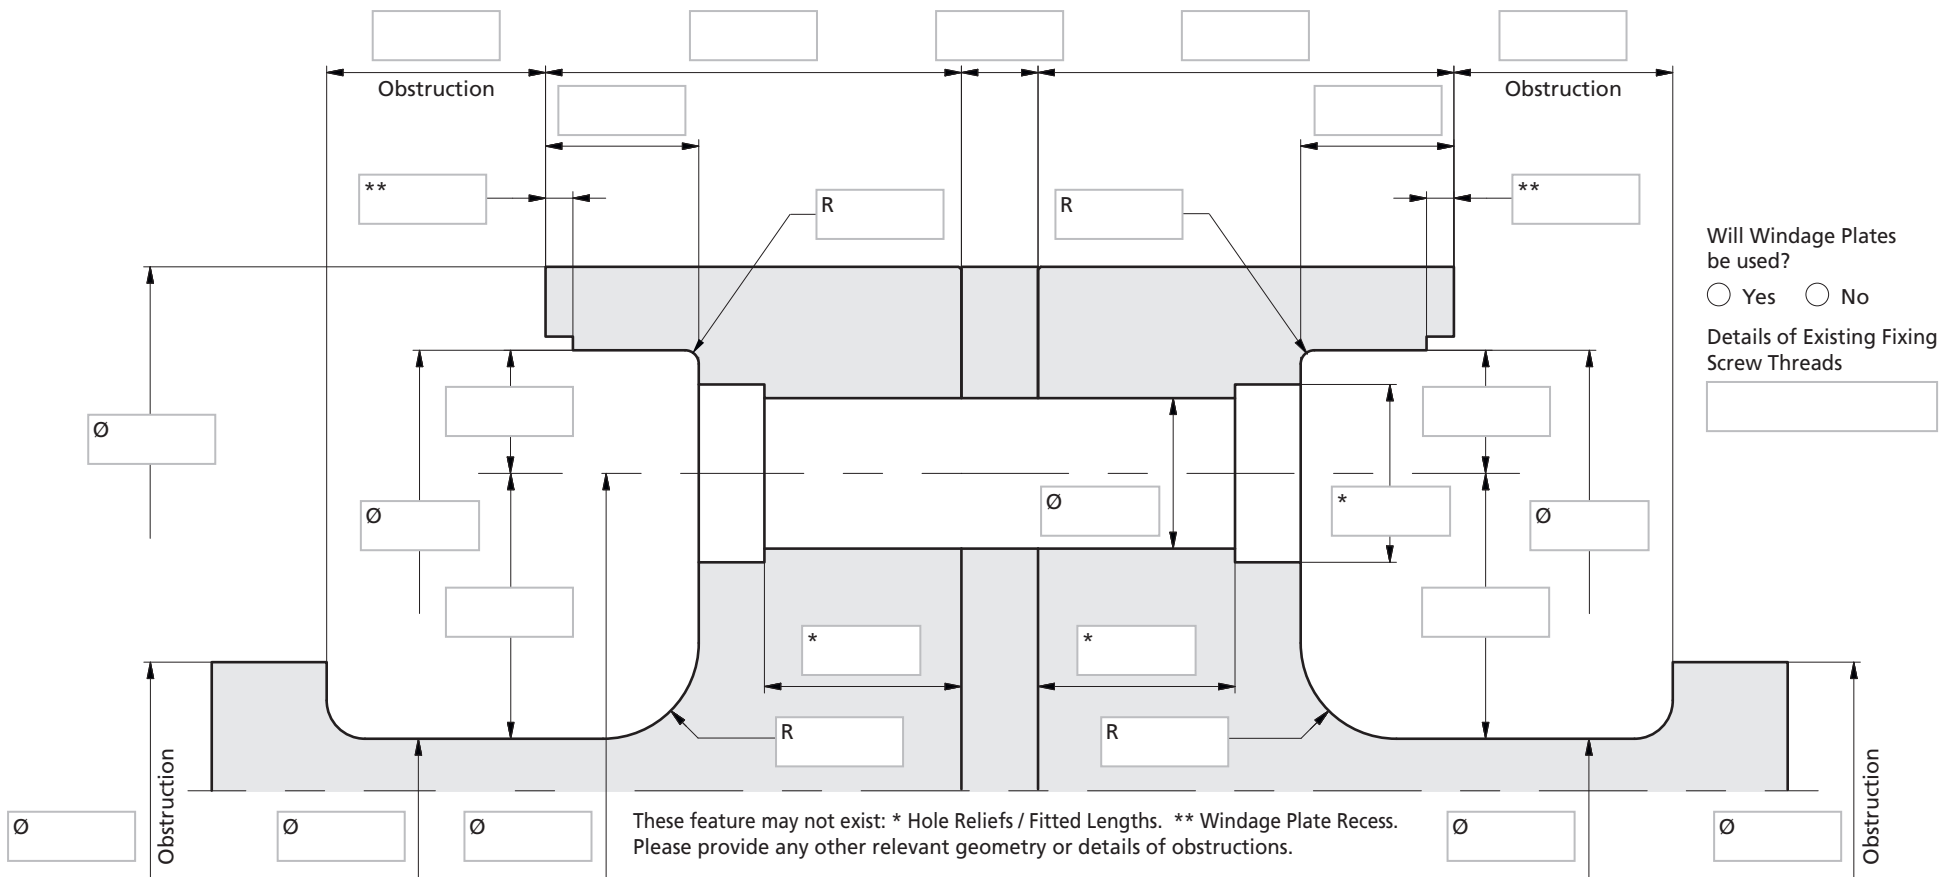 Obstruction
Obstruction
**
R
R
**
Will Windage Plates
be used?
Yes
No
Details of Existing Fixing
Screw Threads
Ø
Ø
Ø
*
Ø
*
*
R
R
Obstruction
Obstruction
Ø
Ø
Ø
Ø
Ø
These feature may not exist: * Hole Reliefs / Fitted Lengths. ** Windage Plate Recess.
Please provide any other relevant geometry or details of obstructions.